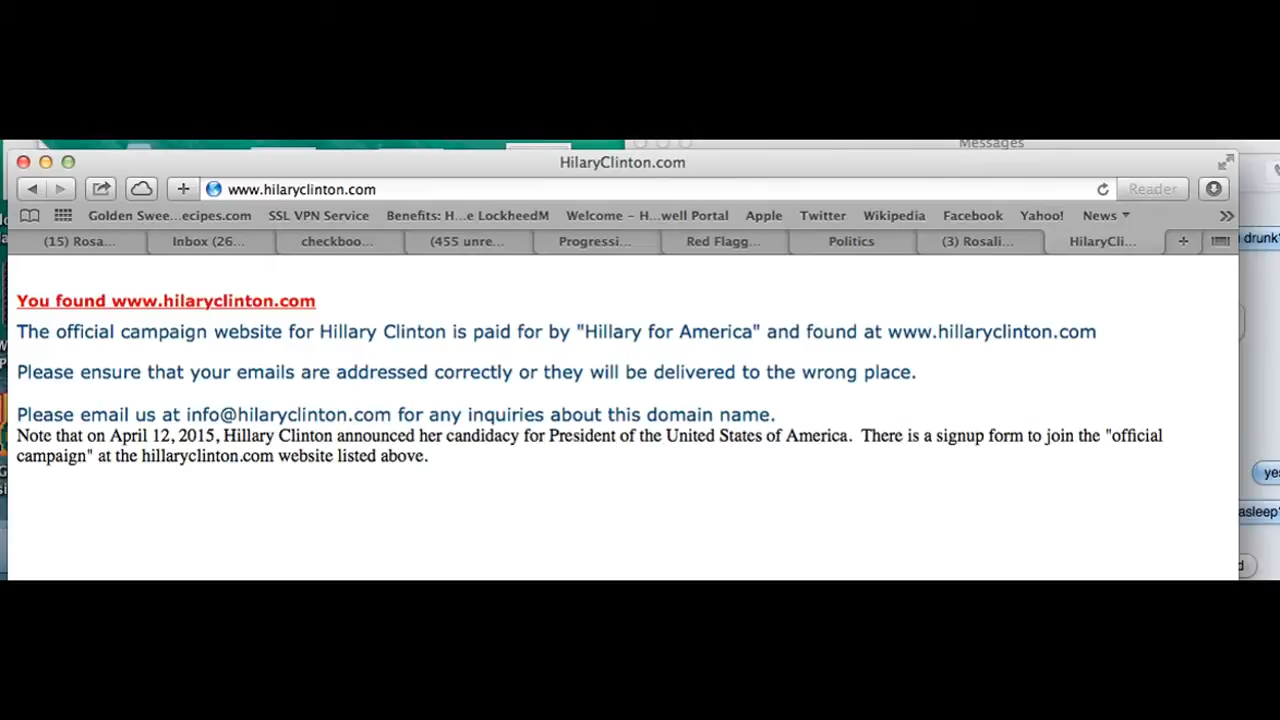 Messages
HilaryClinton.com
www.hilaryclinton.com
Reader
Golden Swee...ecipes.com SSL VPN Service Benefits: H...e LockheedM Welcome – H...well Portal Apple Twitter Wikipedia Facebook Yahoo! News
(15) Rosa... Inbox (26... checkboo... (455 unre... Progressi... Red Flagg... Politics (3) Rosali... HilaryCli...
drunk?
You found www.hilaryclinton.com
The official campaign website for Hillary Clinton is paid for by "Hillary for America" and found at www.hillaryclinton.com
Please ensure that your emails are addressed correctly or they will be delivered to the wrong place.
Please email us at info@hilaryclinton.com for any inquiries about this domain name.
Note that on April 12, 2015, Hillary Clinton announced her candidacy for President of the United States of America. There is a signup form to join the "official
campaign" at the hillaryclinton.com website listed above.
yes
asleep?